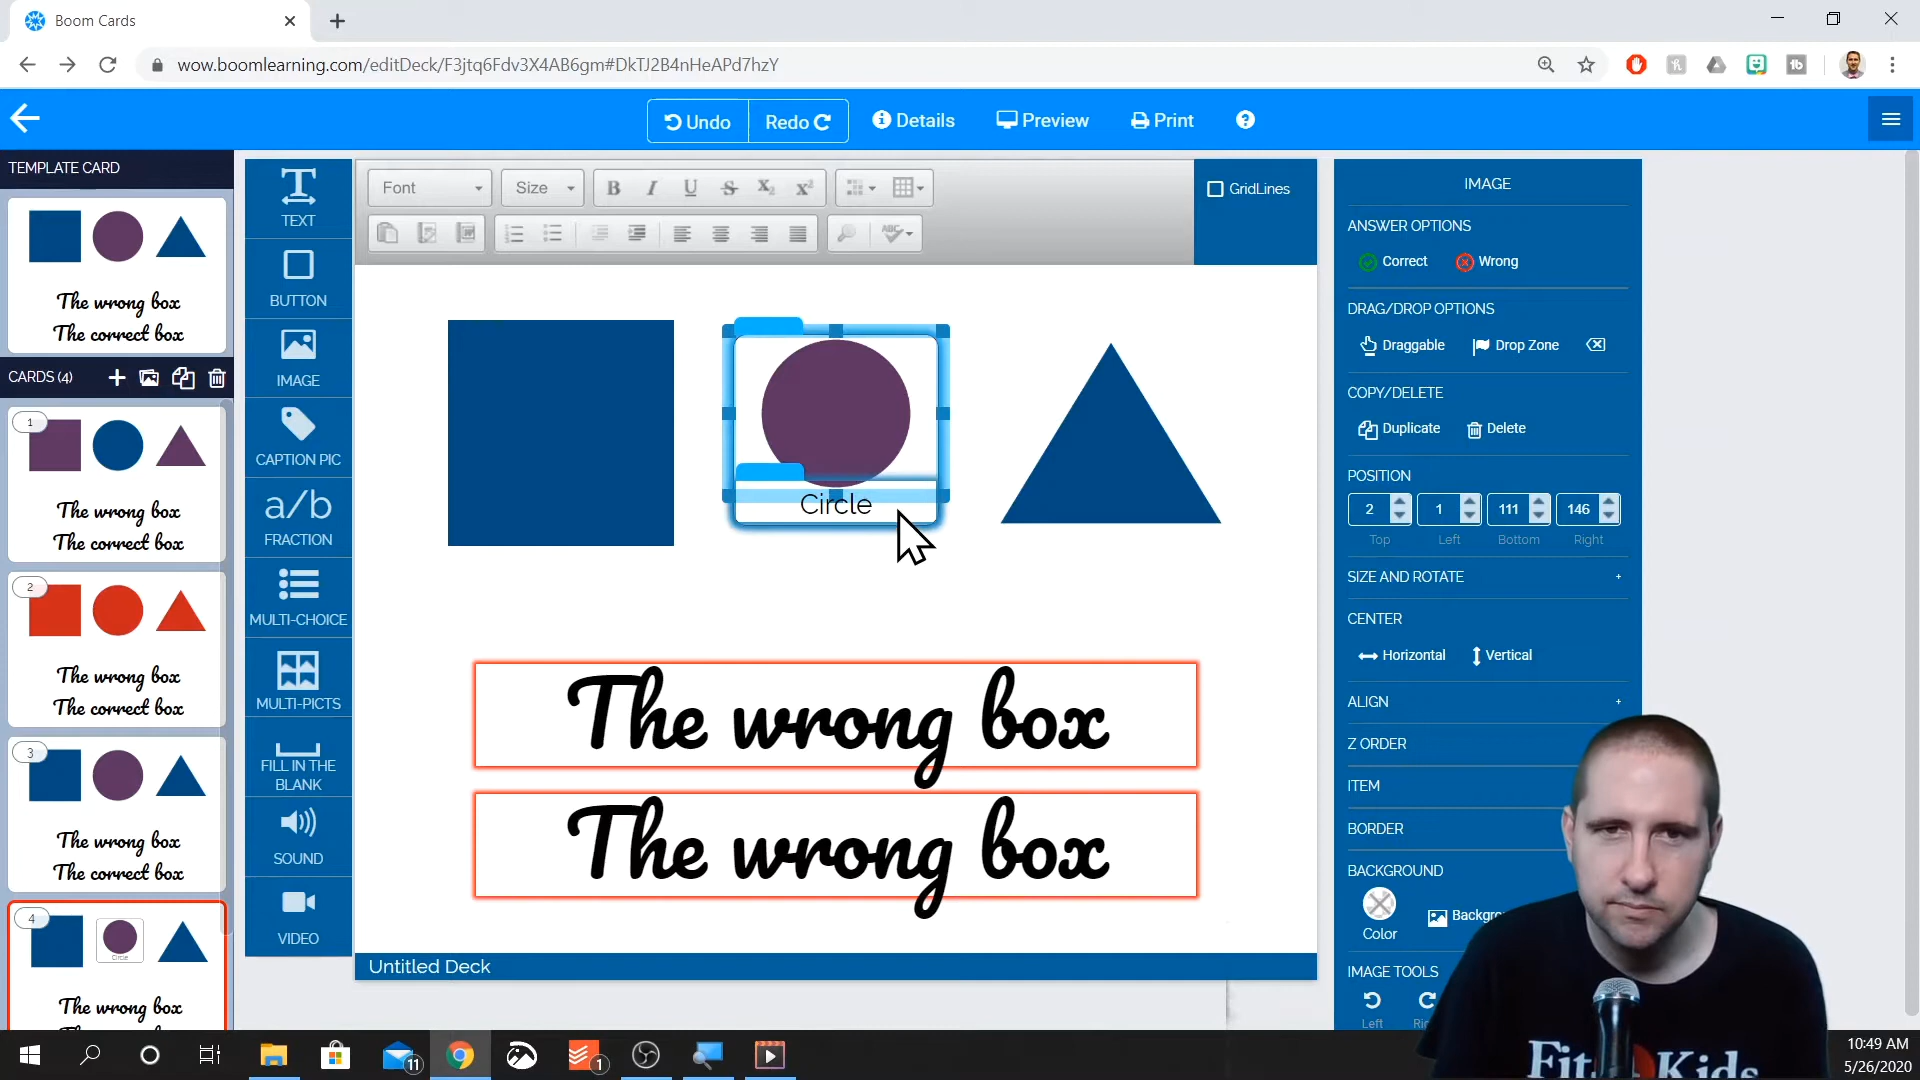 Boom Cards
wow.boomlearning.com/editDeck/F3jtq6Fdv3X4AB6gm#DkTJ2B4nHeAPd7hzY
Undo
Redo
Details
Preview
Print
TEMPLATE CARD
The wrong box
The correct box
CARDS (4)
1
The wrong box
The correct box
2
The wrong box
The correct box
3
The wrong box
The correct box
4
Circle
The wrong box
TEXT
BUTTON
IMAGE
CAPTION PIC
a/b
FRACTION
MULTI-CHOICE
MULTI-PICTS
FILL IN THE
BLANK
SOUND
VIDEO
Font
Size
B I U S X₂ X²
ABC
GridLines
Circle
The wrong box
The wrong box
Untitled Deck
IMAGE
ANSWER OPTIONS
Correct Wrong
DRAG/DROP OPTIONS
Draggable Drop Zone
COPY/DELETE
Duplicate Delete
POSITION
2 1 111 146
Top Left Bottom Right
SIZE AND ROTATE +
CENTER
Horizontal Vertical
ALIGN +
Z ORDER
ITEM
BORDER
BACKGROUND
Color
IMAGE TOOLS
Left
11
1
10:49 AM
5/26/2020